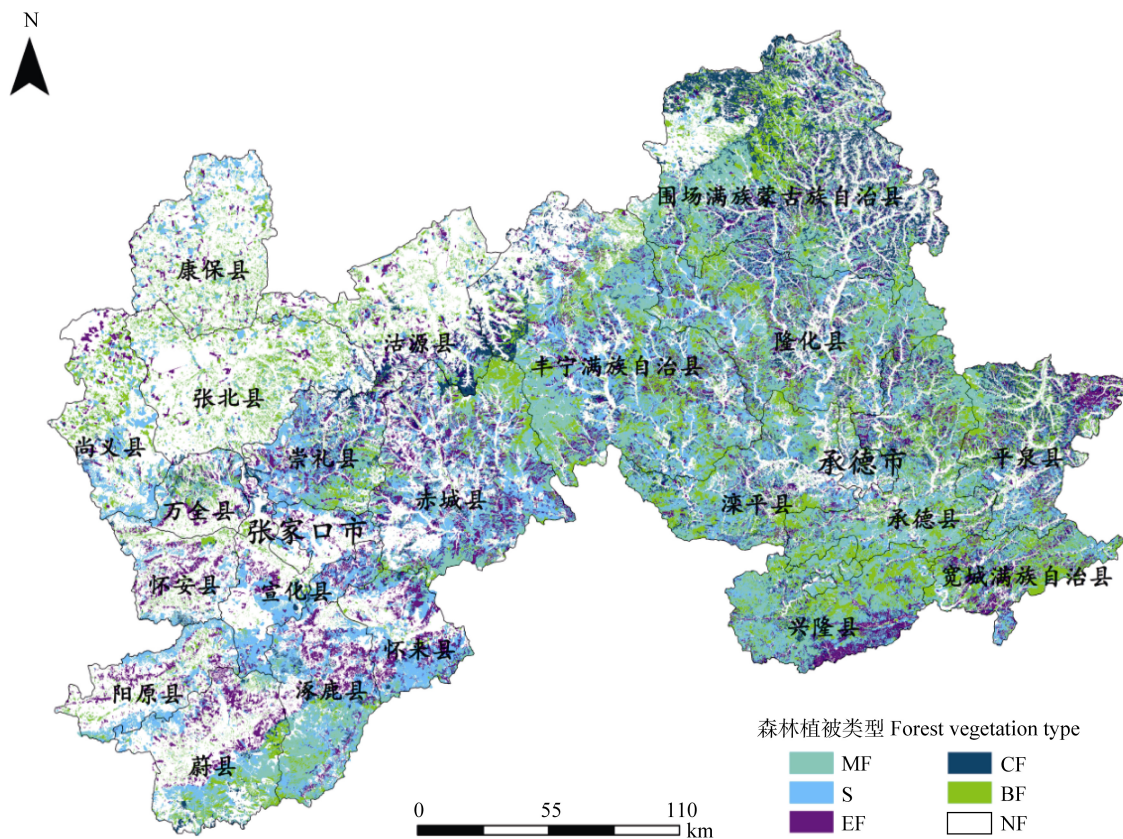 N
围场满族蒙古族自治县
康保县
沽源县
隆化县
丰宁满族自治县
张北县
尚义县
崇礼县
承德市
平泉县
赤城县
滦平县
万全县
承德县
张家口市
怀安县
宣化县
宽城满族自治县
兴隆县
怀来县
阳原县
涿鹿县
蔚县
森林植被类型 Forest vegetation type
MF
CF
S
BF
EF
NF
0 55 110
km